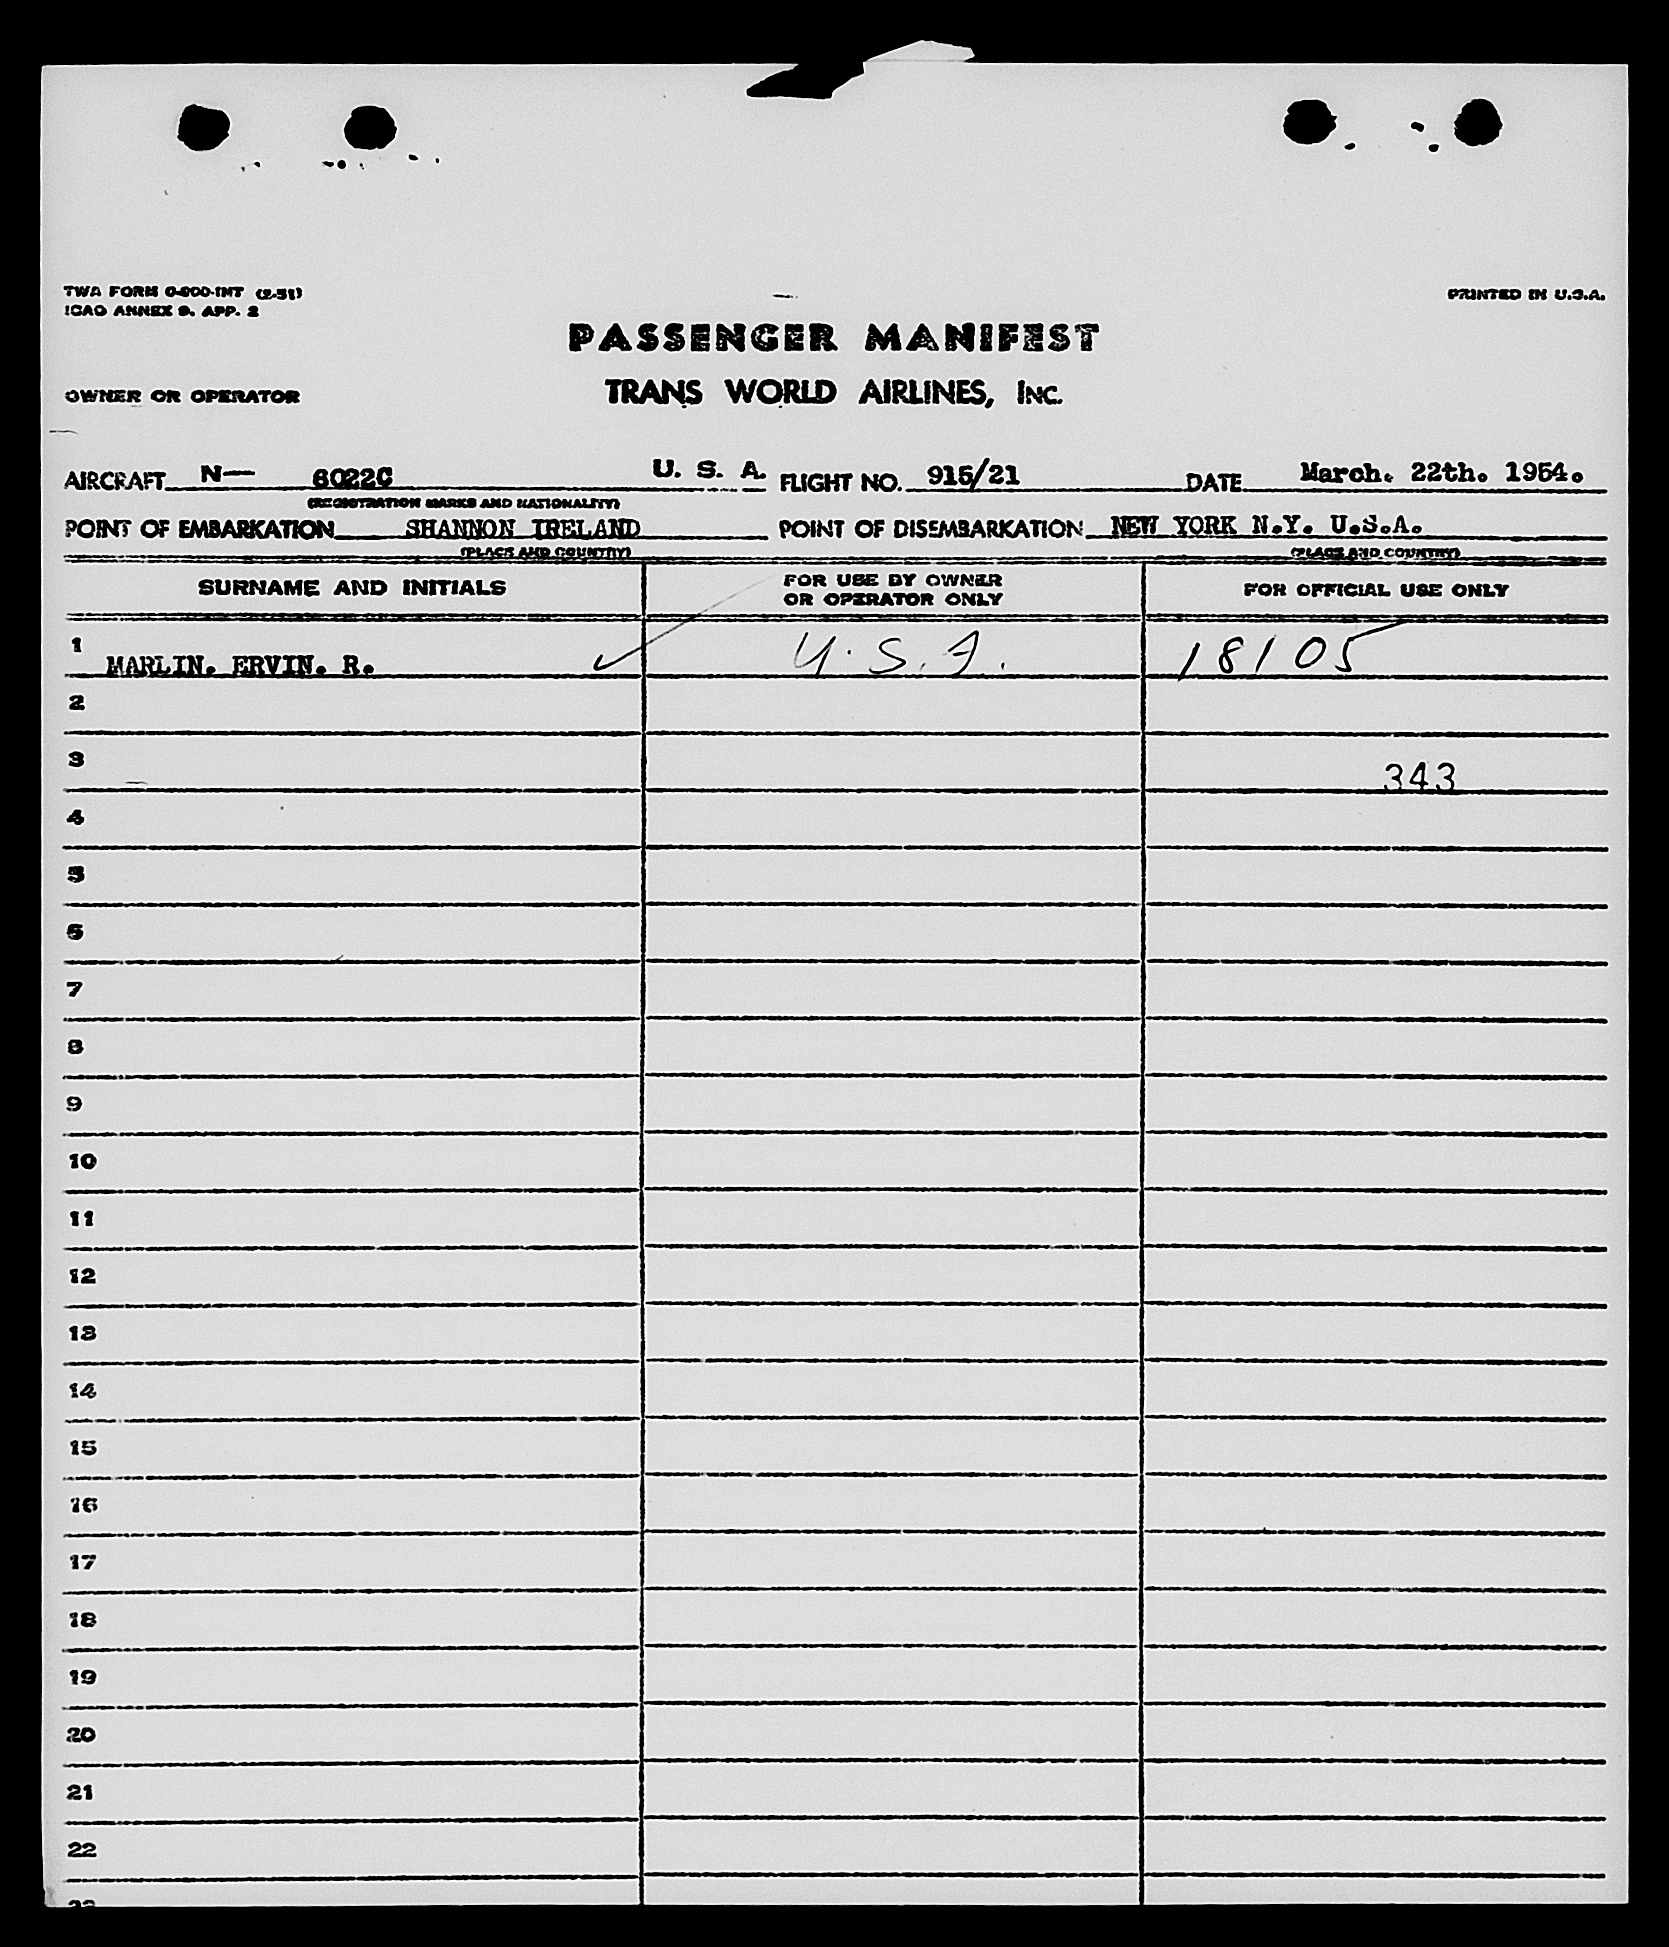 TWA FORM O-800-INT (2-51)
ICAO ANNEX 9. APP. 2
PRINTED IN U.S.A.
PASSENGER MANIFEST
OWNER OR OPERATOR TRANS WORLD AIRLINES, INC.
AIRCRAFT N— 6022C U. S. A. FLIGHT NO. 915/21 DATE March. 22th. 1954.
(REGISTRATION MARKS AND NATIONALITY)
POINT OF EMBARKATION SHANNON IRELAND POINT OF DISEMBARKATION NEW YORK N.Y. U.S.A.
(PLACE AND COUNTRY) (PLACE AND COUNTRY)
SURNAME AND INITIALS FOR USE BY OWNER OR OPERATOR ONLY FOR OFFICIAL USE ONLY
1 MARLIN. ERVIN. R. ✓ U.S.A. 18105
2
3 343
4
5
6
7
8
9
10
11
12
13
14
15
16
17
18
19
20
21
22